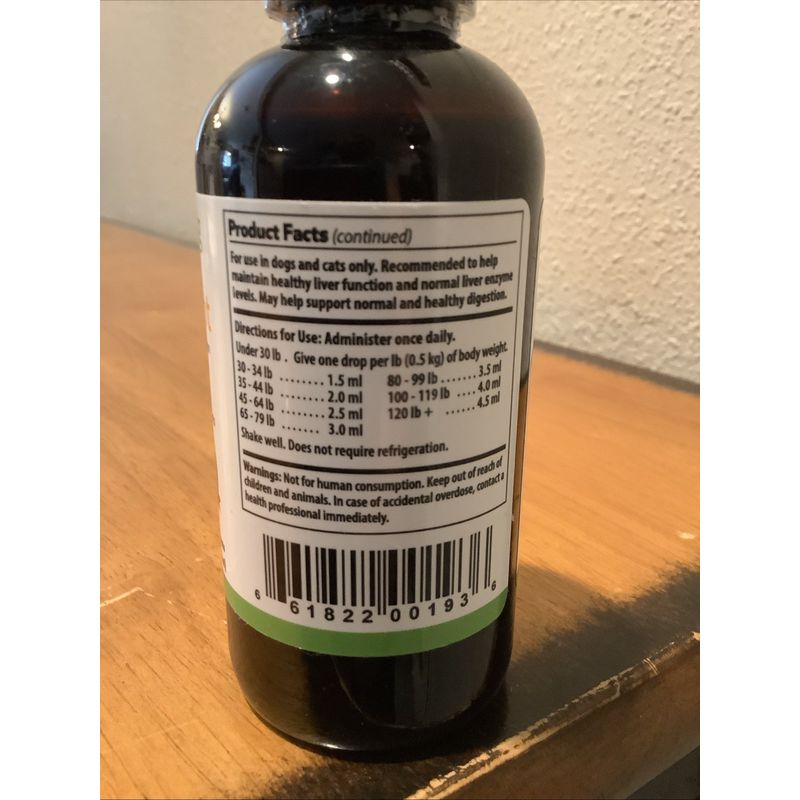 Product Facts (continued)
For use in dogs and cats only. Recommended to help
maintain healthy liver function and normal liver enzyme
levels. May help support normal and healthy digestion.
Directions for Use: Administer once daily.
Under 30 lb . Give one drop per lb (0.5 kg) of body weight.
30 - 34 lb ........ 1.5 ml
35 - 44 lb ........ 2.0 ml
45 - 64 lb ........ 2.5 ml
65 - 79 lb ....... 3.0 ml
80 - 99 lb ....... 3.5 ml
100 - 119 lb .... 4.0 ml
120 lb + ...... 4.5 ml
Shake well. Does not require refrigeration.
Warnings: Not for human consumption. Keep out of reach of
children and animals. In case of accidental overdose, contact a
health professional immediately.
6 61822 00193 6